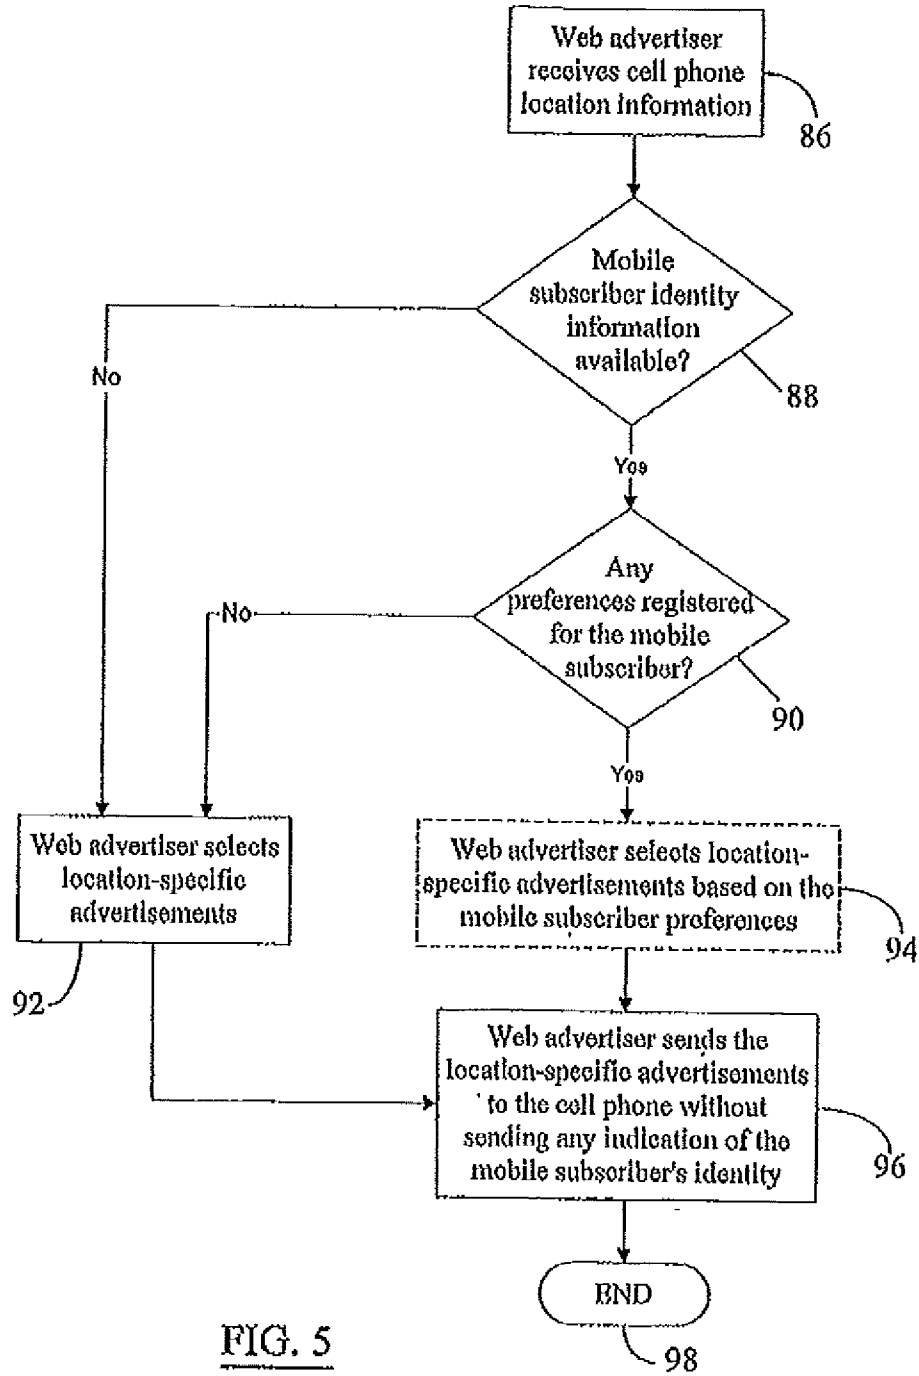 Web advertiser
receives cell phone
location information
86
Mobile
subscriber identity
information
available?
88
No
Yes
Any
preferences registered
for the mobile
subscriber?
90
No
Yes
Web advertiser selects
location-specific
advertisements
92
Web advertiser selects location-
specific advertisements based on the
mobile subscriber preferences
94
Web advertiser sends the
location-specific advertisements
to the cell phone without
sending any indication of the
mobile subscriber's identity
96
END
98
FIG. 5